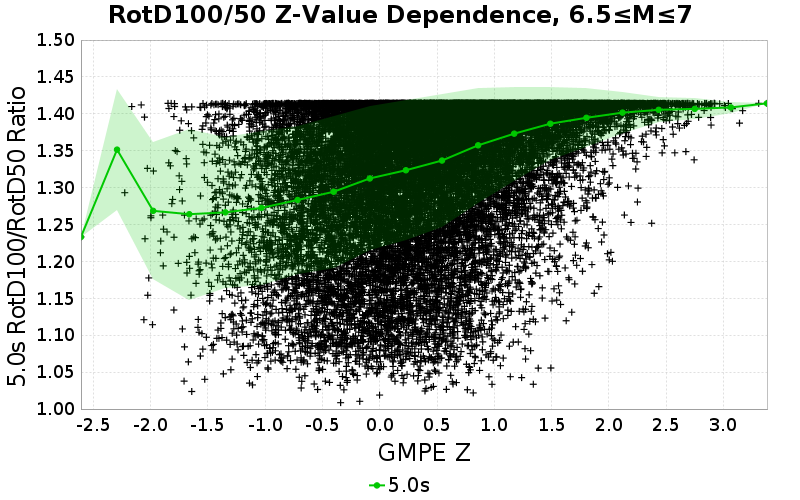 RotD100/50 Z-Value Dependence, 6.5≤M≤7
5.0s RotD100/RotD50 Ratio
1.50
1.45
1.40
1.35
1.30
1.25
1.20
1.15
1.10
1.05
1.00
-2.5 -2.0 -1.5 -1.0 -0.5 0.0 0.5 1.0 1.5 2.0 2.5 3.0
GMPE Z
5.0s